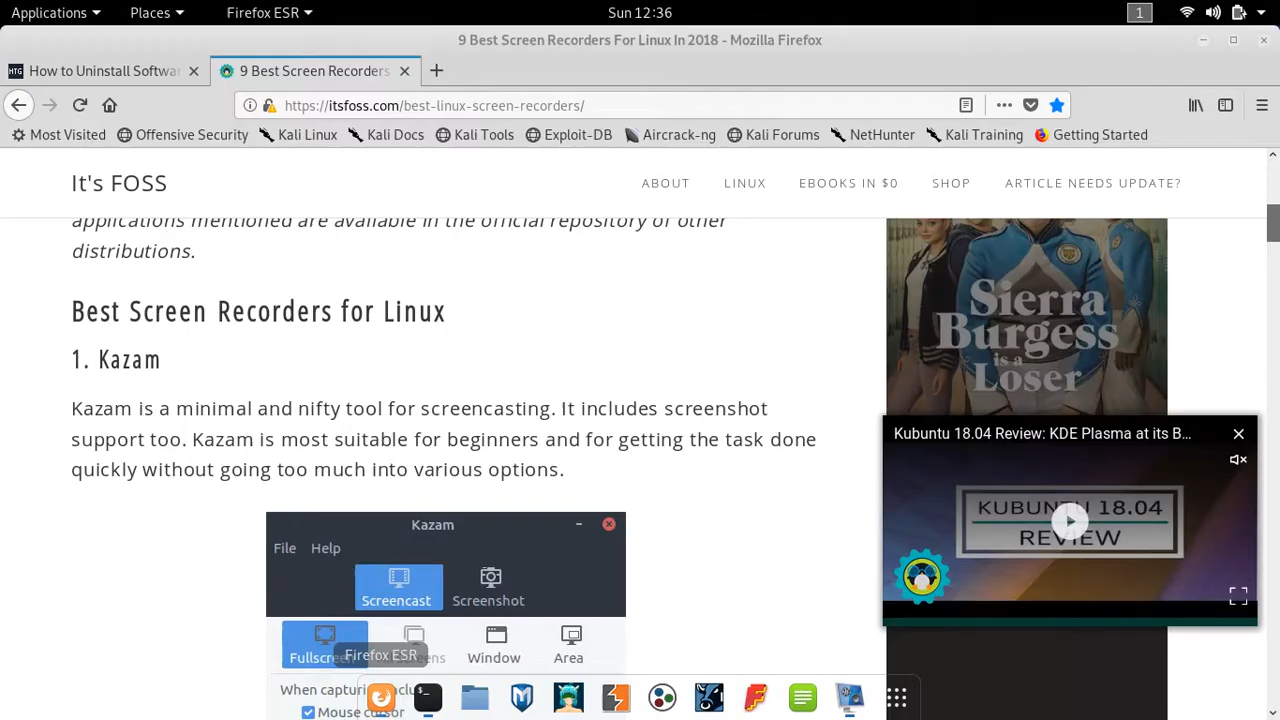 Applications Places Firefox ESR Sun 12:36 1
9 Best Screen Recorders For Linux In 2018 - Mozilla Firefox
HTG How to Uninstall Softwa 9 Best Screen Recorders
https://itsfoss.com/best-linux-screen-recorders/
Most Visited Offensive Security Kali Linux Kali Docs Kali Tools Exploit-DB Aircrack-ng Kali Forums NetHunter Kali Training Getting Started
It's FOSS ABOUT LINUX EBOOKS IN $0 SHOP ARTICLE NEEDS UPDATE?
applications mentioned are available in the official repository of other
distributions.
Best Screen Recorders for Linux
1. Kazam
Kazam is a minimal and nifty tool for screencasting. It includes screenshot
support too. Kazam is most suitable for beginners and for getting the task done
quickly without going too much into various options.
Sierra
Burgess
is a
Loser
Kubuntu 18.04 Review: KDE Plasma at its B...
KUBUNTU 18.04
REVIEW
Kazam
File Help
Screencast Screenshot
Fullscreen Window Area
Firefox ESR
When capturing
Mouse cursor